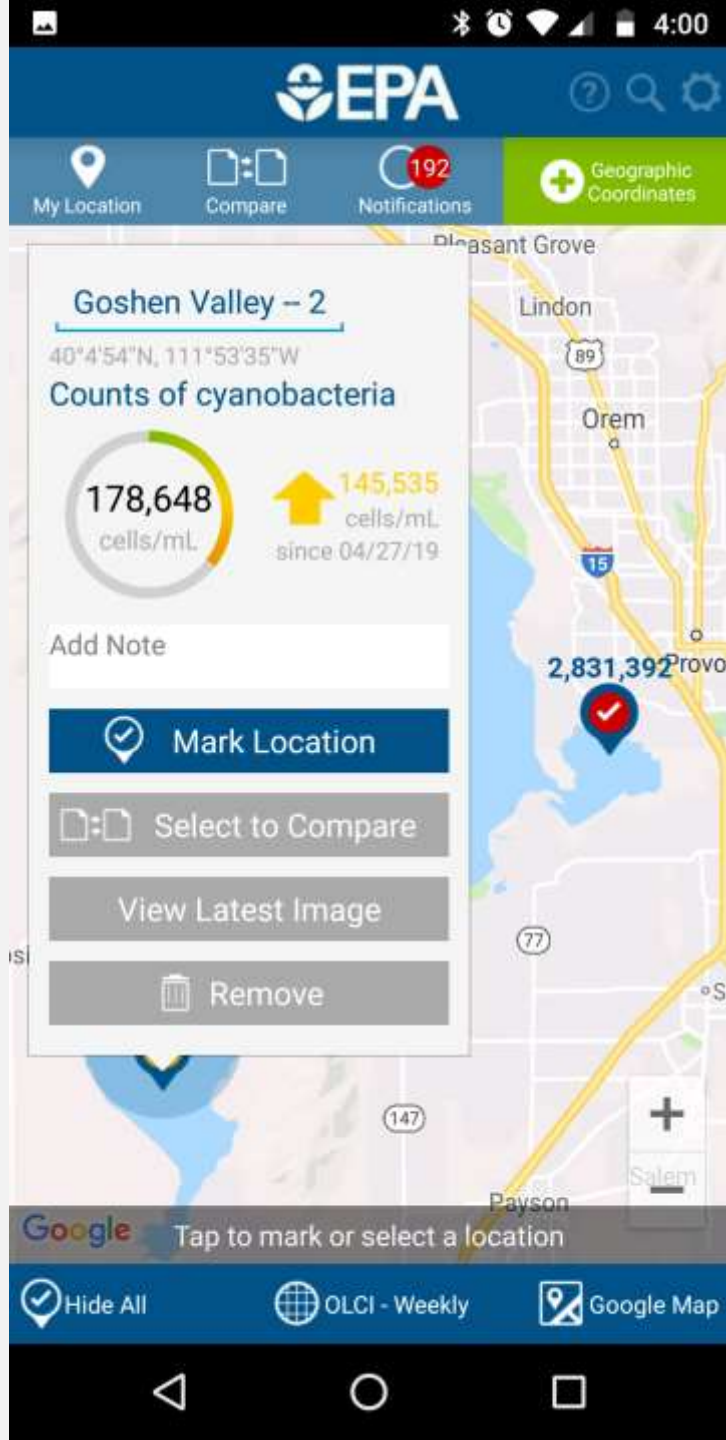 4:00
EPA
192
My Location
Compare
Notifications
Geographic
Coordinates
Pleasant Grove
Goshen Valley – 2
Lindon
40°4'54"N, 111°53'35"W
89
Counts of cyanobacteria
Orem
178,648
cells/mL
145,535
cells/mL
since 04/27/19
15
Add Note
2,831,392
Provo
Mark Location
Select to Compare
View Latest Image
77
si
Remove
S
147
+
Salem
Payson
Google
Tap to mark or select a location
Hide All
OLCI - Weekly
Google Map